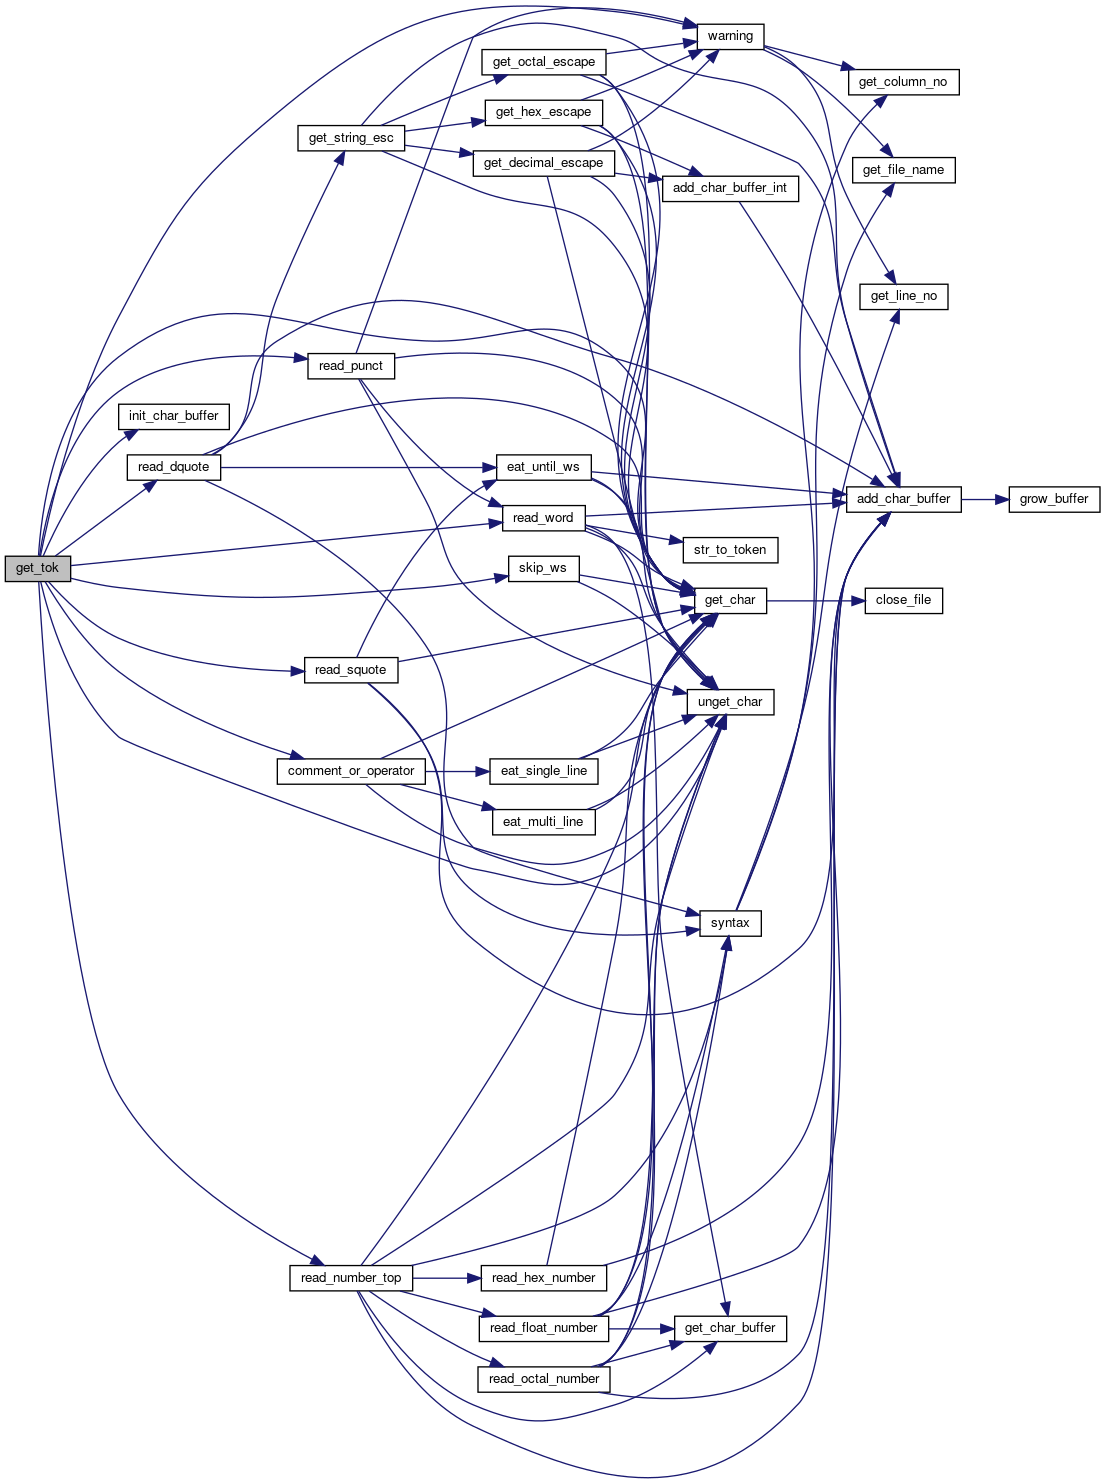 warning
get_octal_escape
get_column_no
get_hex_escape
get_string_esc
get_decimal_escape
get_file_name
add_char_buffer_int
get_line_no
read_punct
init_char_buffer
read_dquote
eat_until_ws
add_char_buffer
grow_buffer
read_word
str_to_token
get_tok
skip_ws
get_char
close_file
read_squote
unget_char
comment_or_operator
eat_single_line
eat_multi_line
syntax
read_number_top
read_hex_number
read_float_number
get_char_buffer
read_octal_number